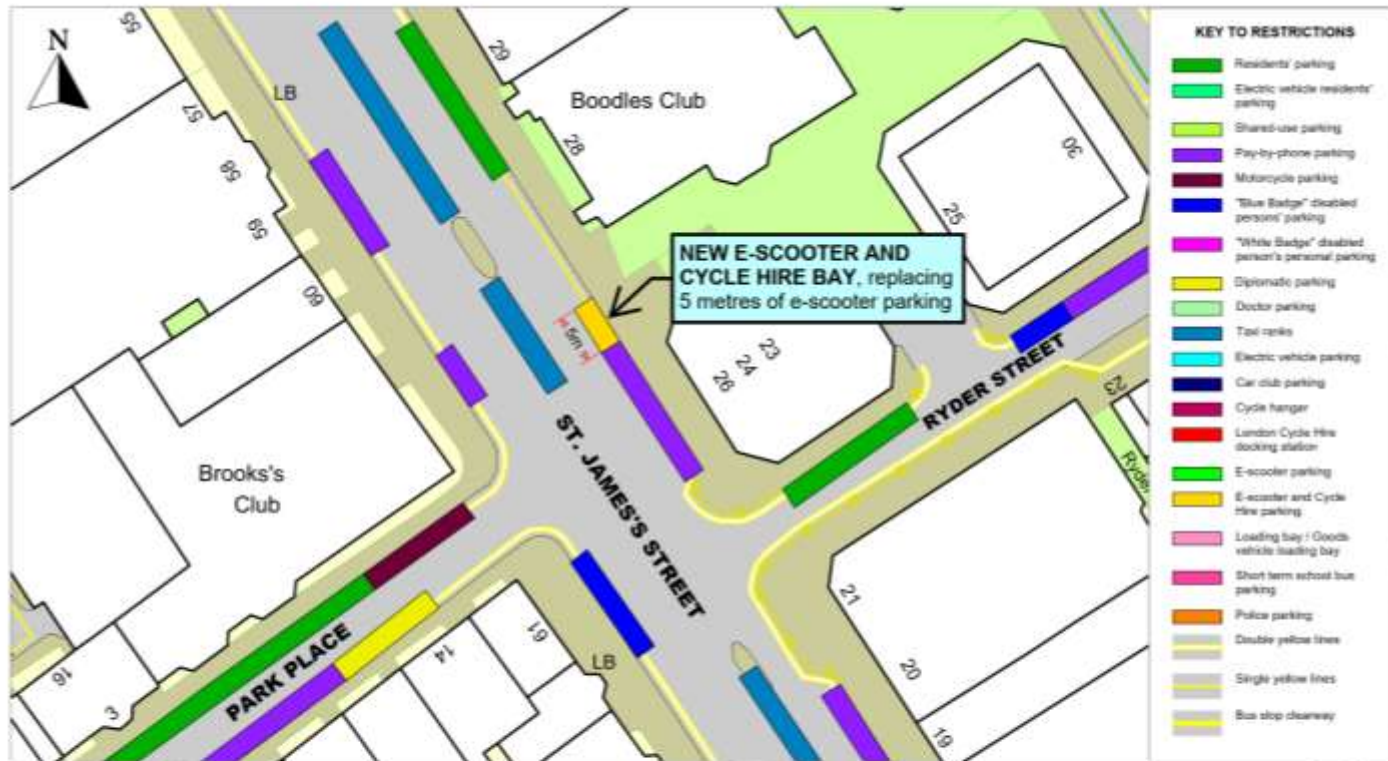 N
55
57
58
59
60
LB
29
28
Boodles Club
30
25
NEW E-SCOOTER AND
CYCLE HIRE BAY, replacing
5 metres of e-scooter parking
5m
23
24
26
RYDER STREET
23
Ryder
ST. JAMES'S STREET
Brooks's
Club
PARK PLACE
16
3
14
61
LB
21
20
19
KEY TO RESTRICTIONS
Residents' parking
Electric vehicle residents'
parking
Shared-use parking
Pay-by-phone parking
Motorcycle parking
"Blue Badge" disabled
persons' parking
"White Badge" disabled
person's personal parking
Diplomatic parking
Doctor parking
Taxi ranks
Electric vehicle parking
Car club parking
Cycle hanger
London Cycle Hire
docking station
E-scooter parking
E-scooter and Cycle
Hire parking
Loading bay / Goods
vehicle loading bay
Short term school bus
parking
Police parking
Double yellow lines
Single yellow lines
Bus stop clearway